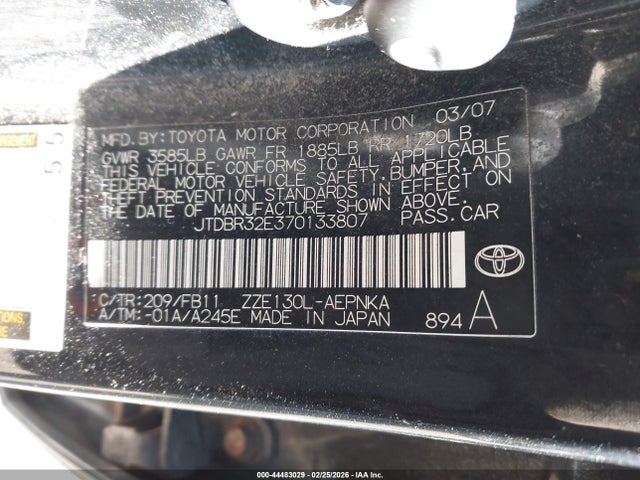 MFD. BY: TOYOTA MOTOR CORPORATION 03/07
GVWR 3585LB GAWR FR 1885LB RR 1720LB
THIS VEHICLE CONFORMS TO ALL APPLICABLE
FEDERAL MOTOR VEHICLE SAFETY, BUMPER, AND
THEFT PREVENTION STANDARDS IN EFFECT ON
THE DATE OF MANUFACTURE SHOWN ABOVE.
JTDBR32E370133807 PASS. CAR
C/TR: 209/FB11 ZZE130L-AEPNKA
A/TM: -01A/A245E MADE IN JAPAN 894 A
000-44483029 - 02/25/2026 - IAA Inc.